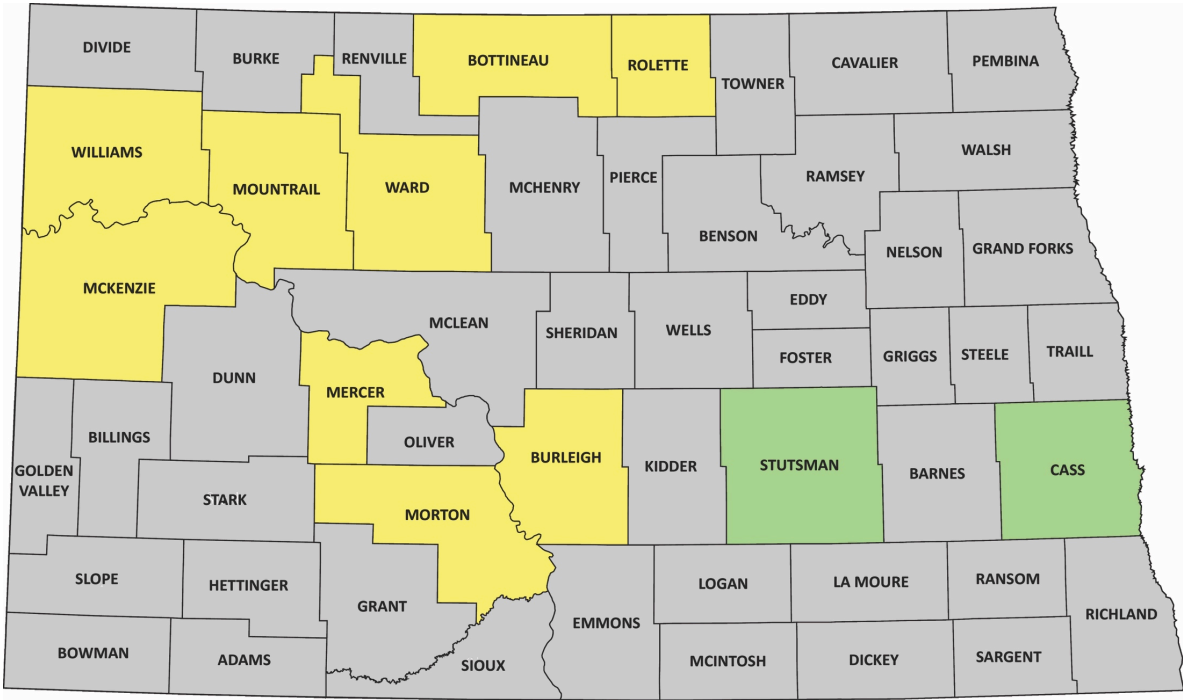 DIVIDE
BURKE
RENVILLE
BOTTINEAU
ROLETTE
TOWNER
CAVALIER
PEMBINA
WILLIAMS
MOUNTRAIL
WARD
MCHENRY
PIERCE
BENSON
RAMSEY
WALSH
NELSON
GRAND FORKS
MCKENZIE
DUNN
MCLEAN
SHERIDAN
WELLS
EDDY
FOSTER
GRIGGS
STEELE
TRAILL
MERCER
OLIVER
GOLDEN
VALLEY
BILLINGS
STARK
MORTON
BURLEIGH
KIDDER
STUTSMAN
BARNES
CASS
SLOPE
HETTINGER
GRANT
EMMONS
LOGAN
LA MOURE
RANSOM
RICHLAND
BOWMAN
ADAMS
SIOUX
MCINTOSH
DICKEY
SARGENT